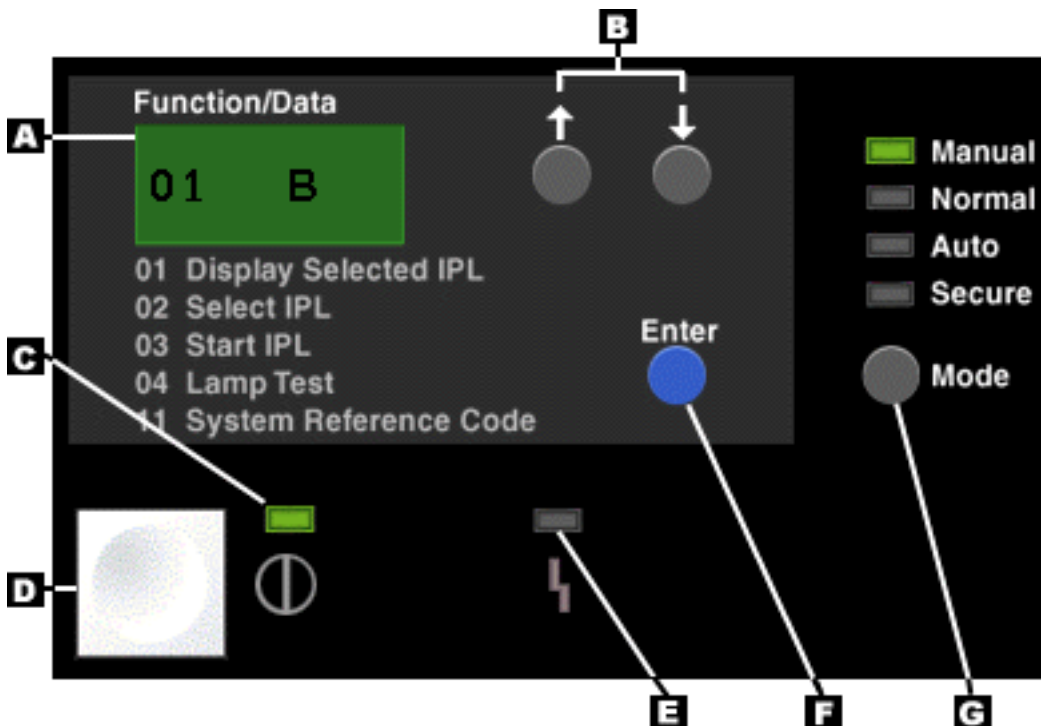 B
Function/Data
A
01 B
Manual
Normal
Auto
Secure
01 Display Selected IPL
02 Select IPL
03 Start IPL
04 Lamp Test
11 System Reference Code
Enter
C
Mode
D
E
F
G